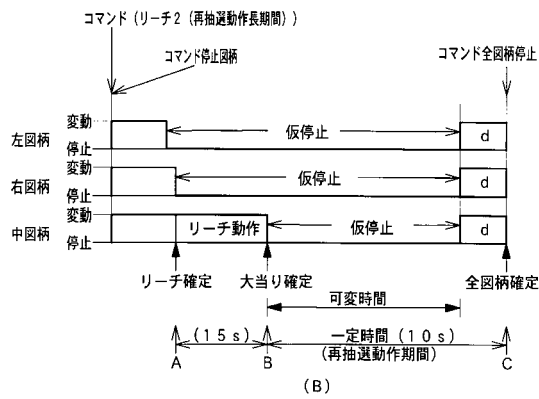 コマンド(リーチ2(再抽選動作長期間))
コマンド停止図柄
コマンド全図柄停止
左図柄
変動
停止
仮停止
d
右図柄
変動
停止
仮停止
d
中図柄
変動
停止
リーチ動作
仮停止
d
リーチ確定
大当り確定
全図柄確定
可変時間
(15s)
一定時間(10s)
(再抽選動作期間)
A
B
C
(B)